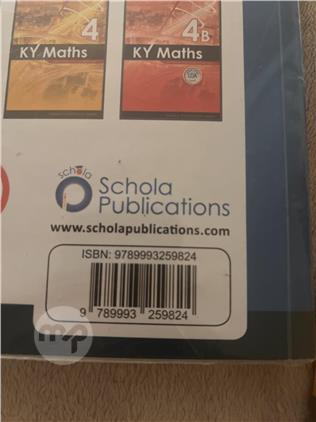 4
KY Maths
4B
KY Maths
schola
Schola
Publications
www.scholapublications.com
ISBN: 9789993259824
9 789993 259824